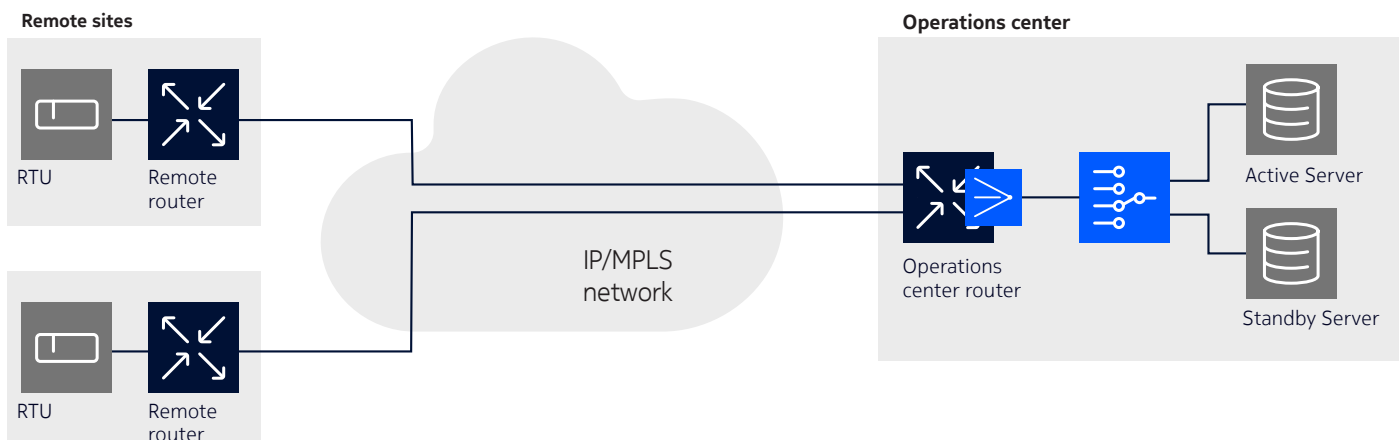 Remote sites
Operations center
RTU
Remote
router
Active Server
IP/MPLS
network
Operations
center router
Standby Server
RTU
Remote
router